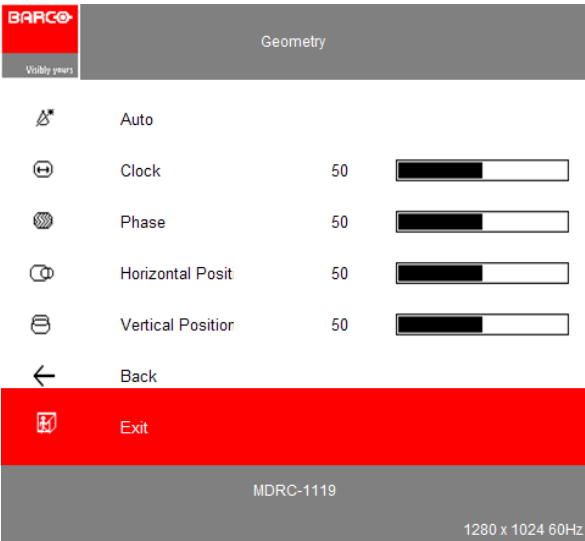 BARCO
Visibly yours
Geometry
Auto
Clock 50
Phase 50
Horizontal Posit
50
Vertical Position 50
Back
Exit
MDRC-1119
1280 x 1024 60Hz